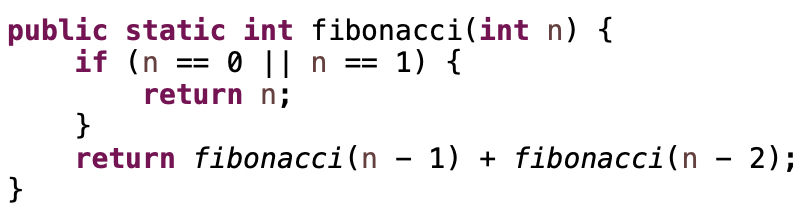 public static int fibonacci(int n) {
    if (n == 0 || n == 1) {
        return n;
    }
    return fibonacci(n - 1) + fibonacci(n - 2);
}